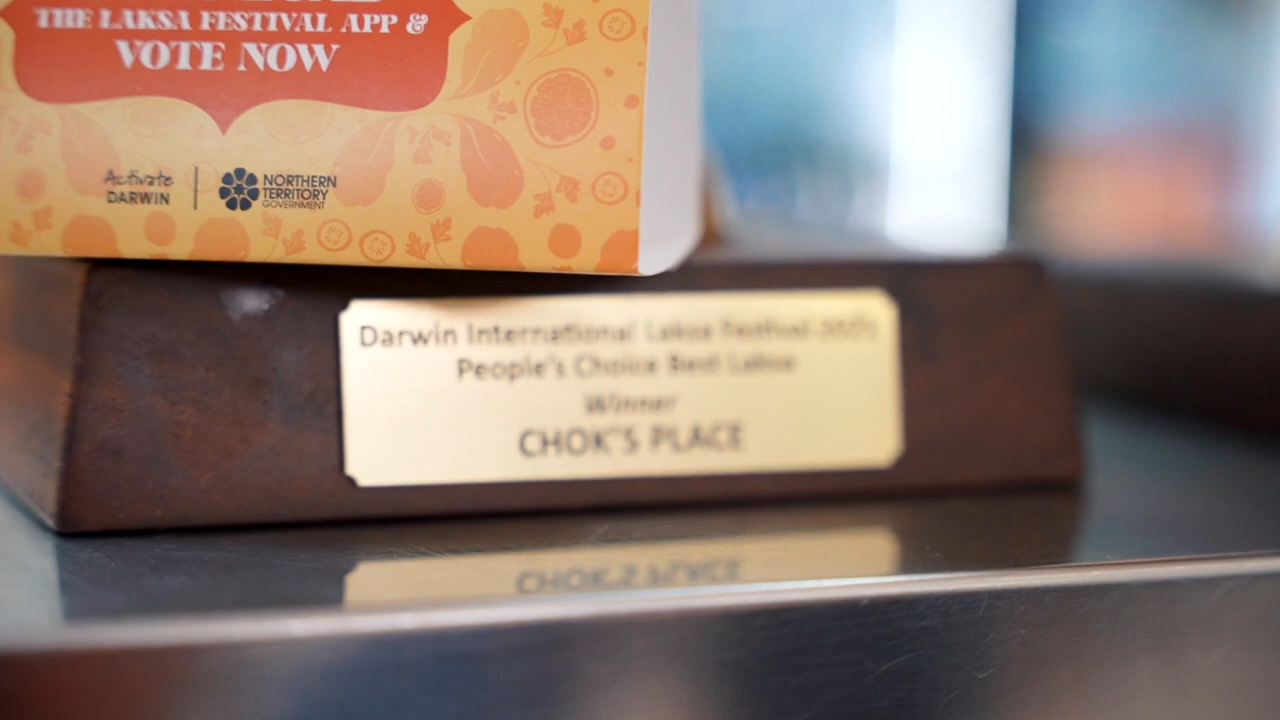 THE LAKSA FESTIVAL APP &
VOTE NOW
Activate
DARWIN
NORTHERN
TERRITORY
GOVERNMENT
Darwin International Laksa Festival
People's Choice Best Laksa
Winner
CHOK'S PLACE